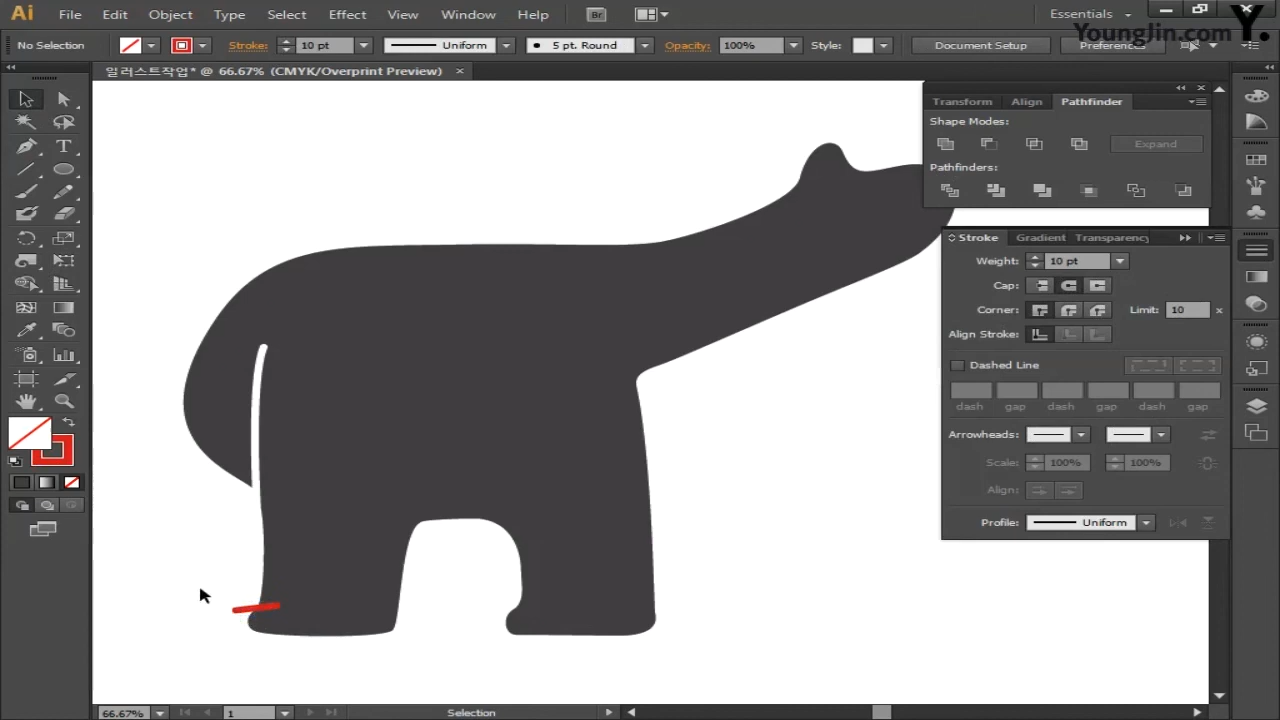 Ai File Edit Object Type Select Effect View Window Help Br Essentials
YoungJin.com Y.
No Selection Stroke: 10 pt Uniform 5 pt. Round Opacity: 100% Style: Document Setup
일러스트작업* @ 66.67% (CMYK/Overprint Preview) ×
Transform Align Pathfinder
Shape Modes:
Expand
Pathfinders:
Stroke Gradient Transparency
Weight: 10 pt
Cap:
Corner: Limit: 10 x
Align Stroke:
Dashed Line
dash gap dash gap dash gap
Arrowheads:
Scale: 100% 100%
Align:
Profile: Uniform
66.67% 1 Selection